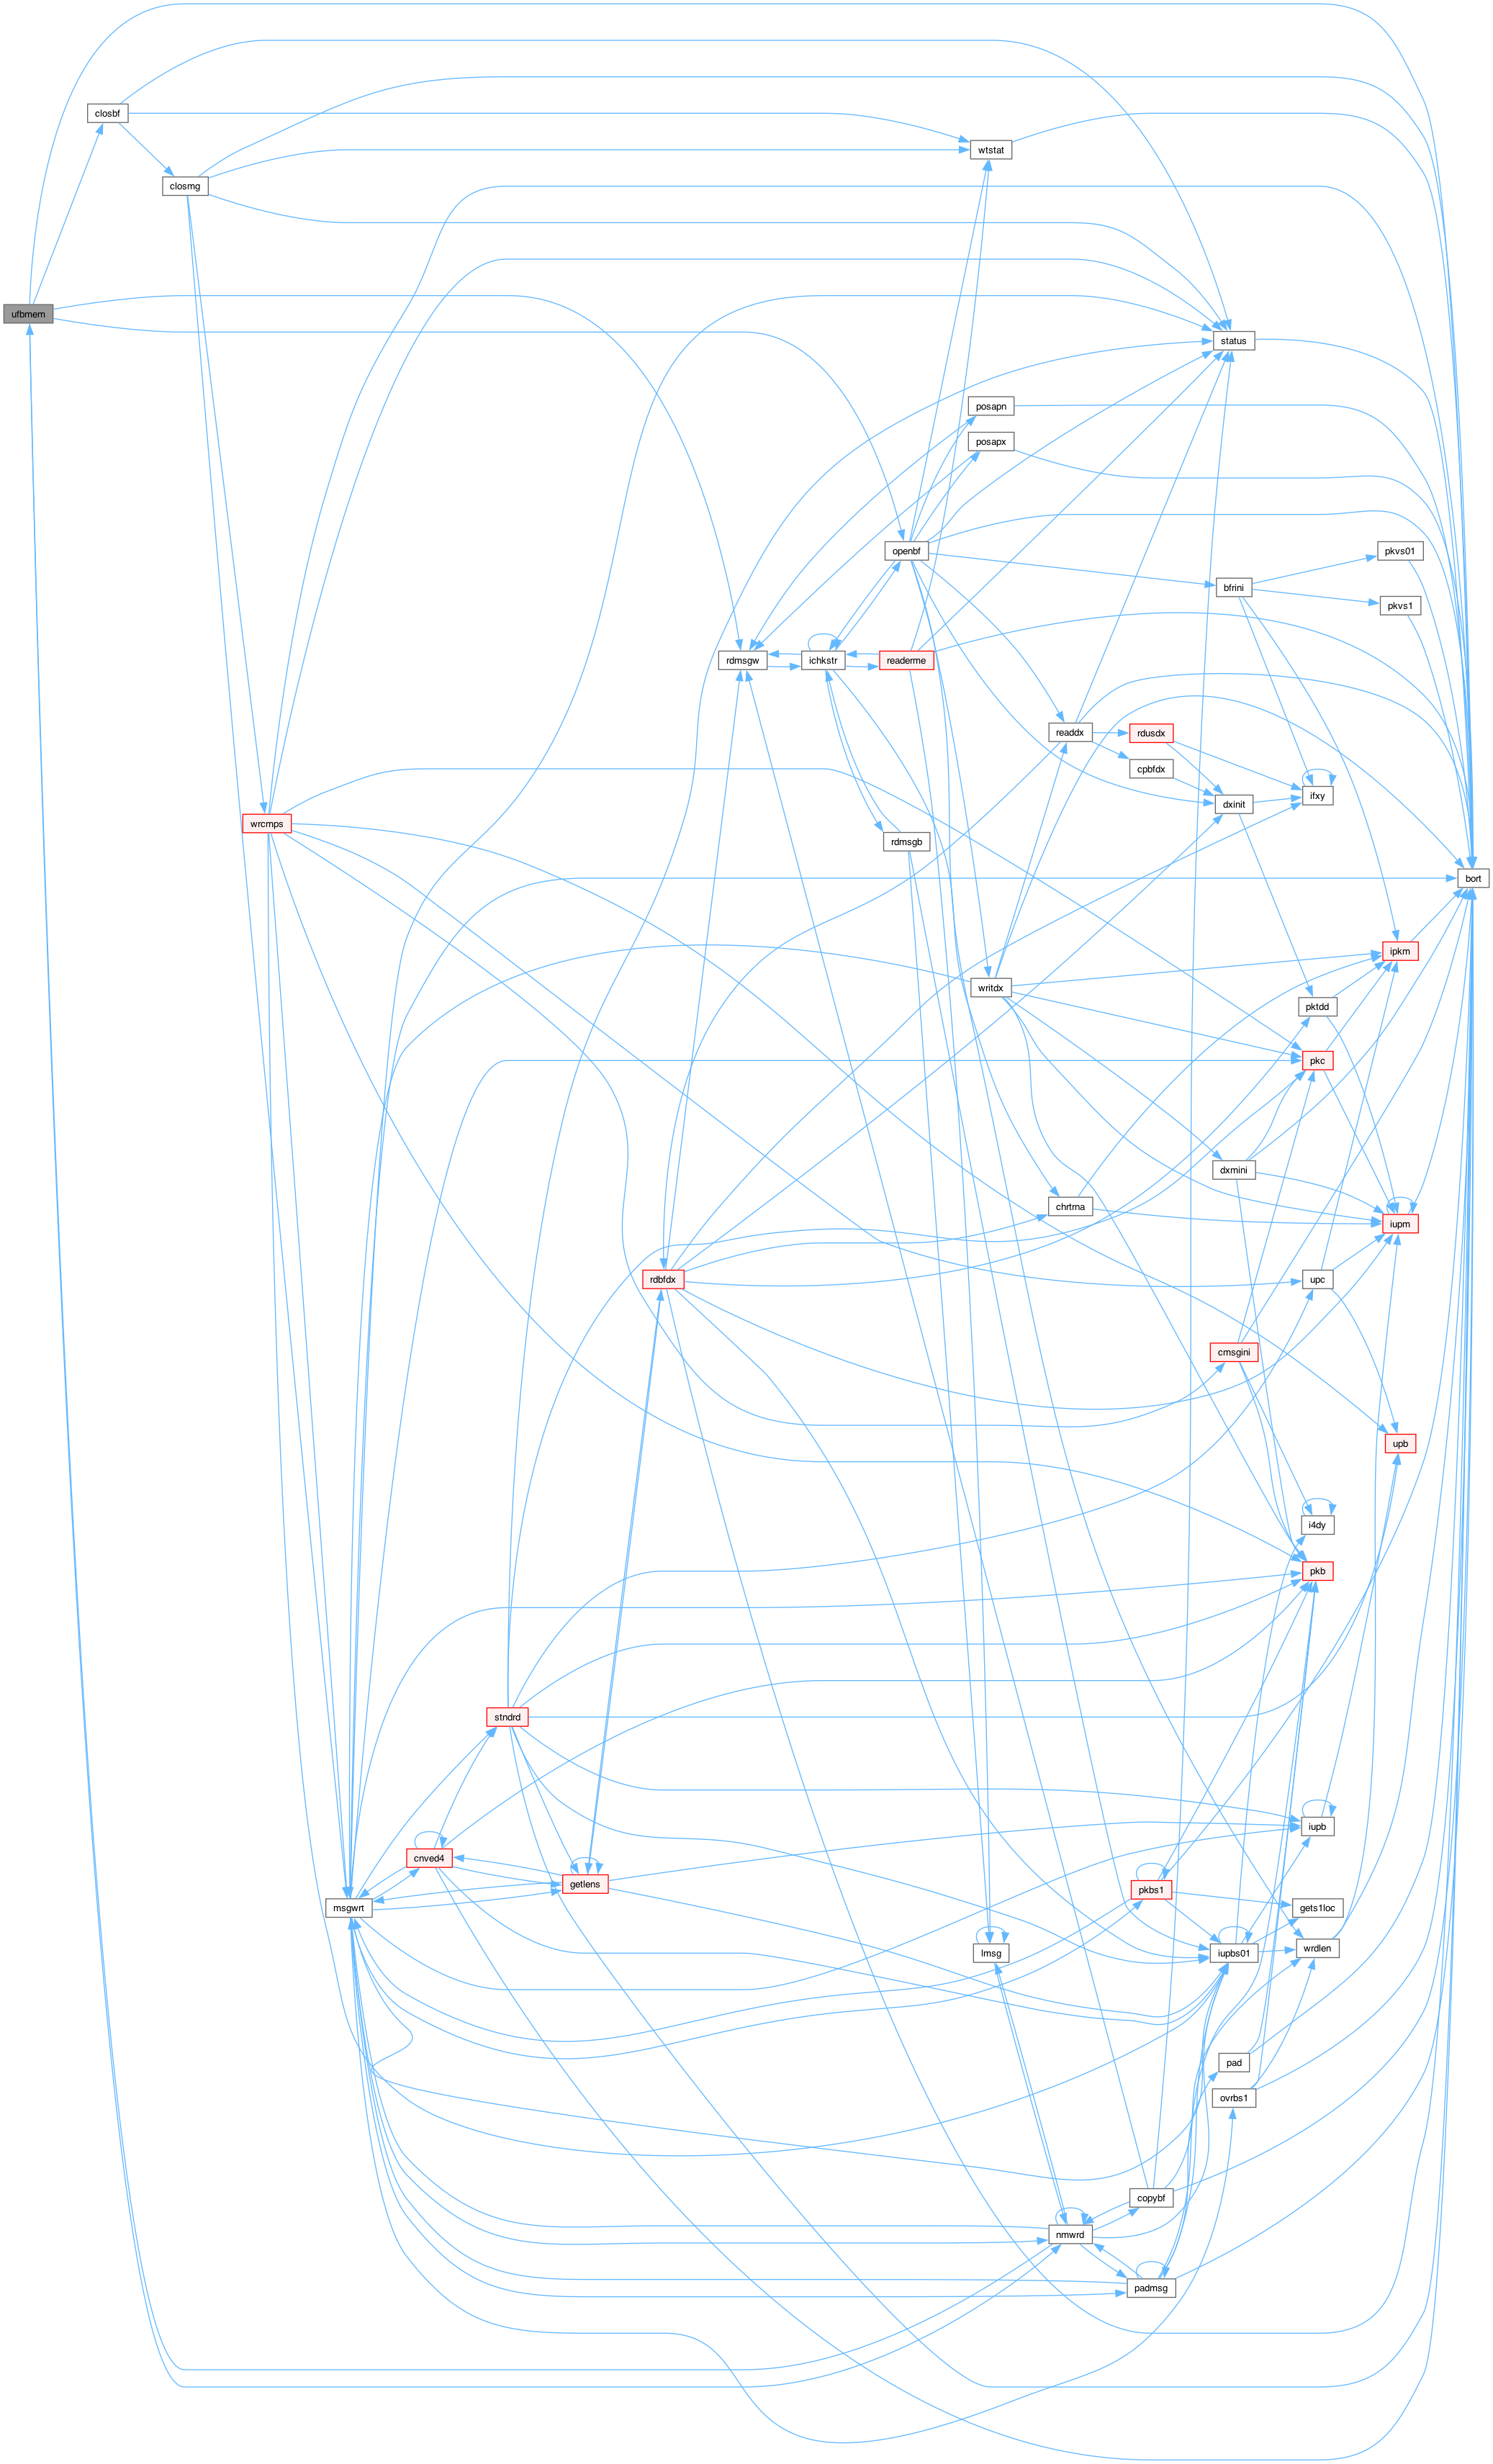 closbf
wtstat
closmg
ufbmem
status
posapn
posapx
openbf
pkvs01
bfrini
pkvs1
rdmsgw
ichkstr
readerme
readdx
rdusdx
cpbfdx
ifxy
dxinit
wrcmps
rdmsgb
bort
ipkm
writdx
pktdd
pkc
dxmini
chrtrna
iupm
rdbfdx
upc
cmsgini
upb
i4dy
pkb
stndrd
iupb
cnved4
getlens
pkbs1
msgwrt
gets1loc
wrdlen
lmsg
iupbs01
pad
ovrbs1
copybf
nmwrd
padmsg